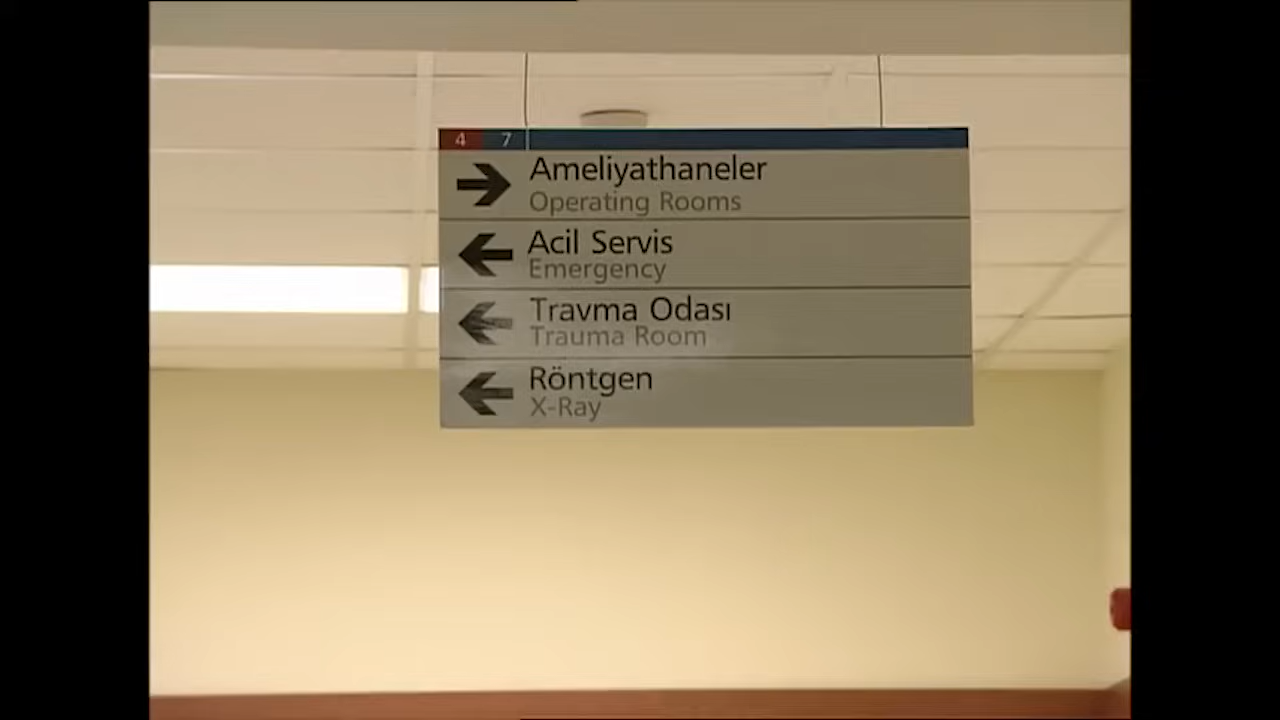 4 7
Ameliyathaneler
Operating Rooms
Acil Servis
Emergency
Travma Odası
Trauma Room
Röntgen
X-Ray